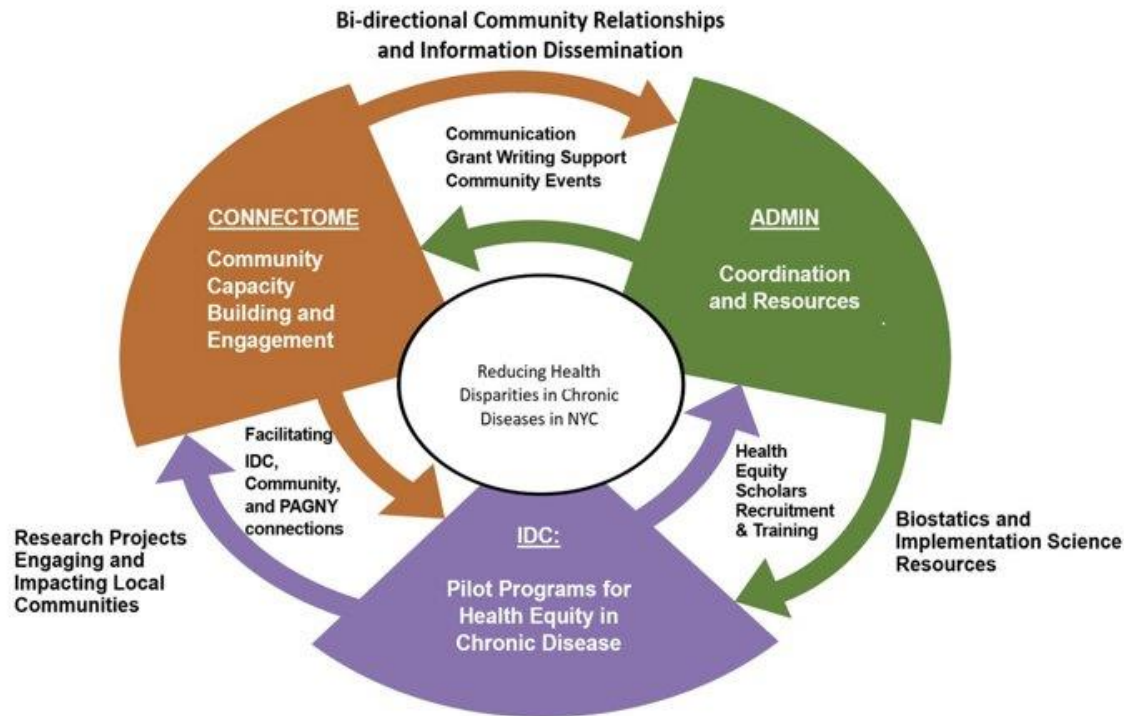 Bi-directional Community Relationships
and Information Dissemination
Communication
Grant Writing Support
Community Events
CONNECTOME
Community
Capacity
Building and
Engagement
ADMIN
Coordination
and Resources
Reducing Health
Disparities in Chronic
Diseases in NYC
Facilitating
IDC,
Community,
and PAGNY
connections
Health
Equity
Scholars
Recruitment
& Training
Research Projects
Engaging and
Impacting Local
Communities
Biostatics and
Implementation Science
Resources
IDC:
Pilot Programs for
Health Equity in
Chronic Disease